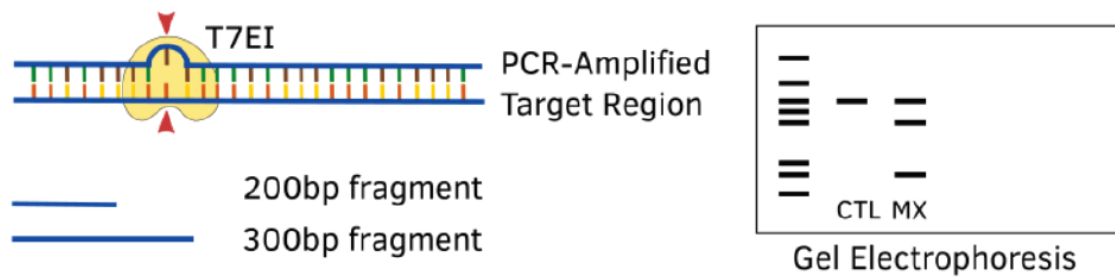 T7EI
PCR-Amplified
Target Region
200bp fragment
300bp fragment
CTL MX
Gel Electrophoresis